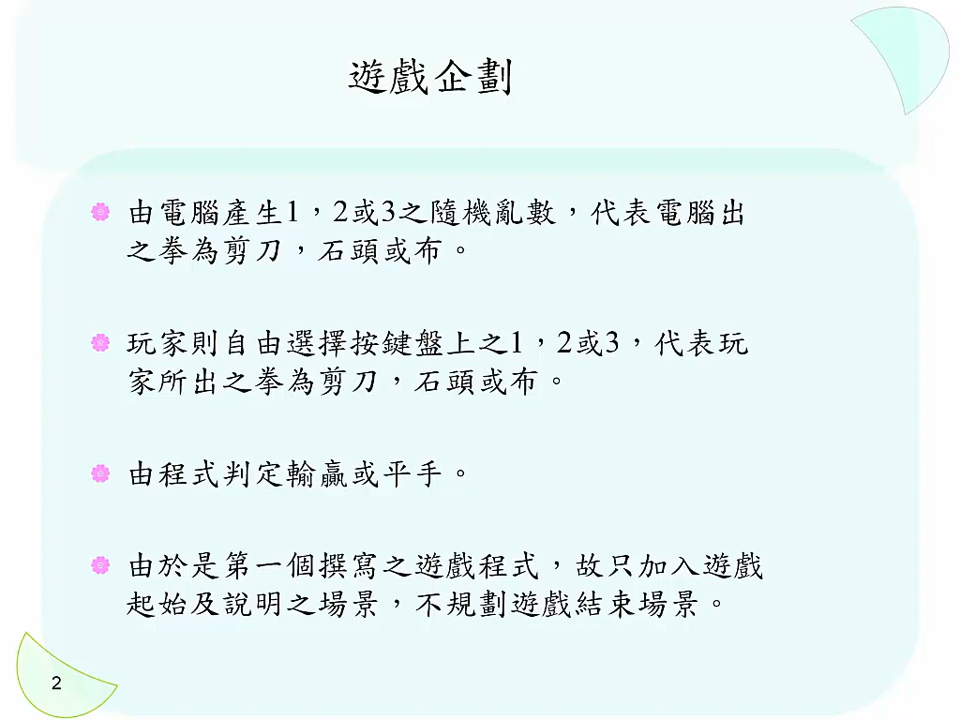 遊戲企劃
由電腦產生1，2或3之隨機亂數，代表電腦出
之拳為剪刀，石頭或布。
玩家則自由選擇按鍵盤上之1，2或3，代表玩
家所出之拳為剪刀，石頭或布。
由程式判定輸贏或平手。
由於是第一個撰寫之遊戲程式，故只加入遊戲
起始及說明之場景，不規劃遊戲結束場景。
2